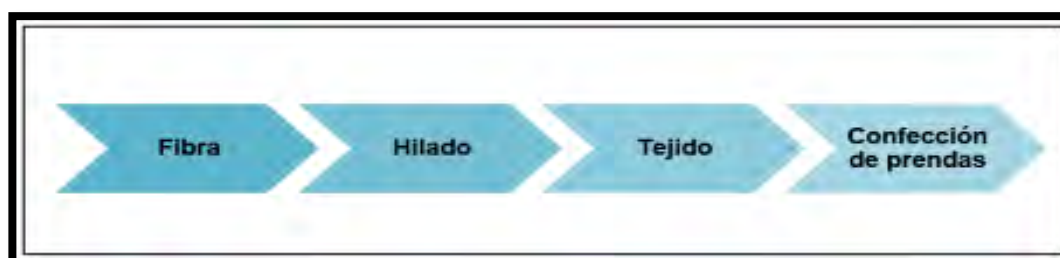 Fibra
Hilado
Tejido
Confección
de prendas